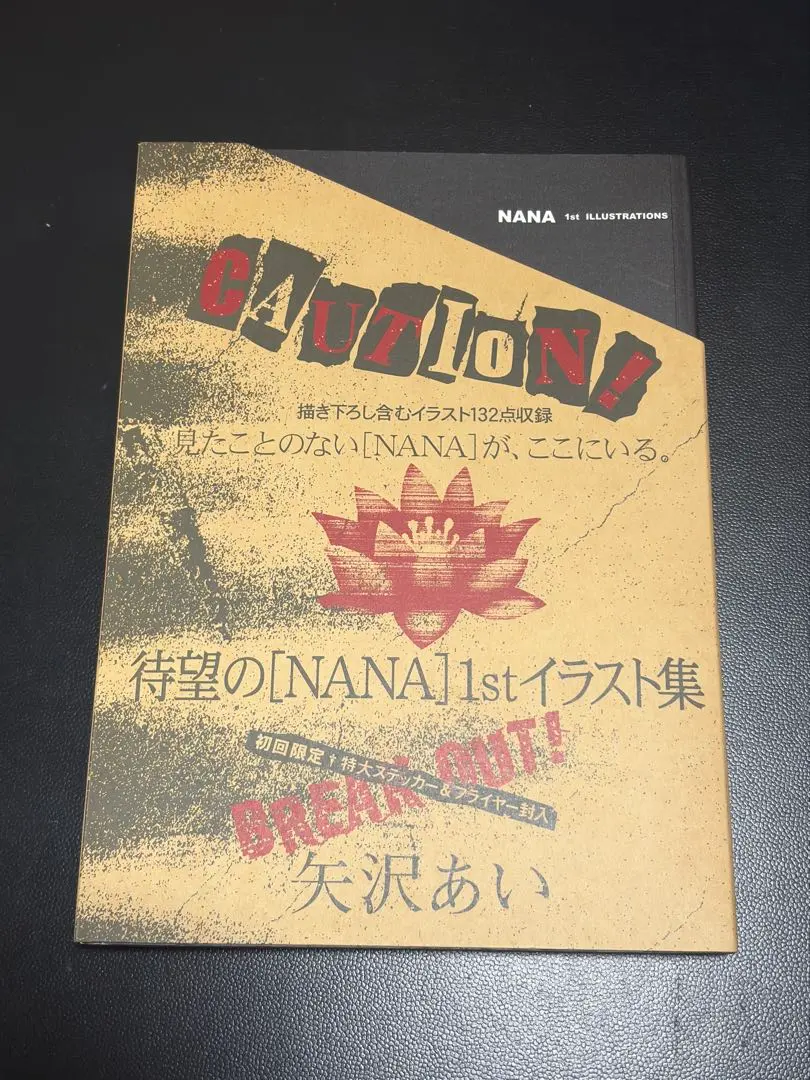 NANA 1st ILLUSTRATIONS
CAUTION!
描き下ろし含むイラスト132点収録
見たことのない[NANA]が、ここにいる。
待望の[NANA]1stイラスト集
初回限定↑特大ステッカー&フライヤー封入
BREAK OUT!
矢沢あい